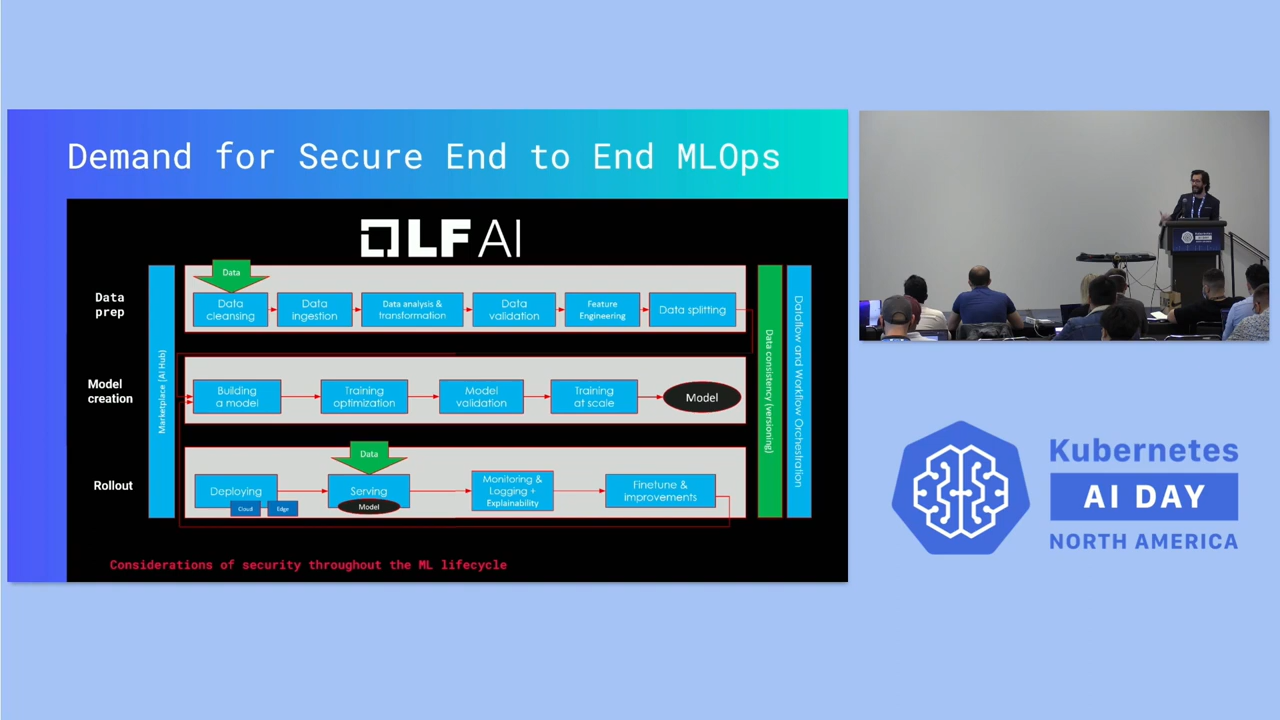 Demand for Secure End to End MLOps
LF AI
Data
prep
Marketplace (AI Hub)
Data
Data
cleansing
Data
ingestion
Data analysis &
transformation
Data
validation
Feature
Engineering
Data splitting
Model
creation
Building
a model
Training
optimization
Model
validation
Training
at scale
Model
Rollout
Deploying
Cloud
Edge
Data
Serving
Model
Monitoring &
Logging +
Explainability
Finetune &
improvements
Data consistency (versioning)
Dataflow and Workflow Orchestration
Considerations of security throughout the ML lifecycle
Kubernetes
AI DAY
NORTH AMERICA